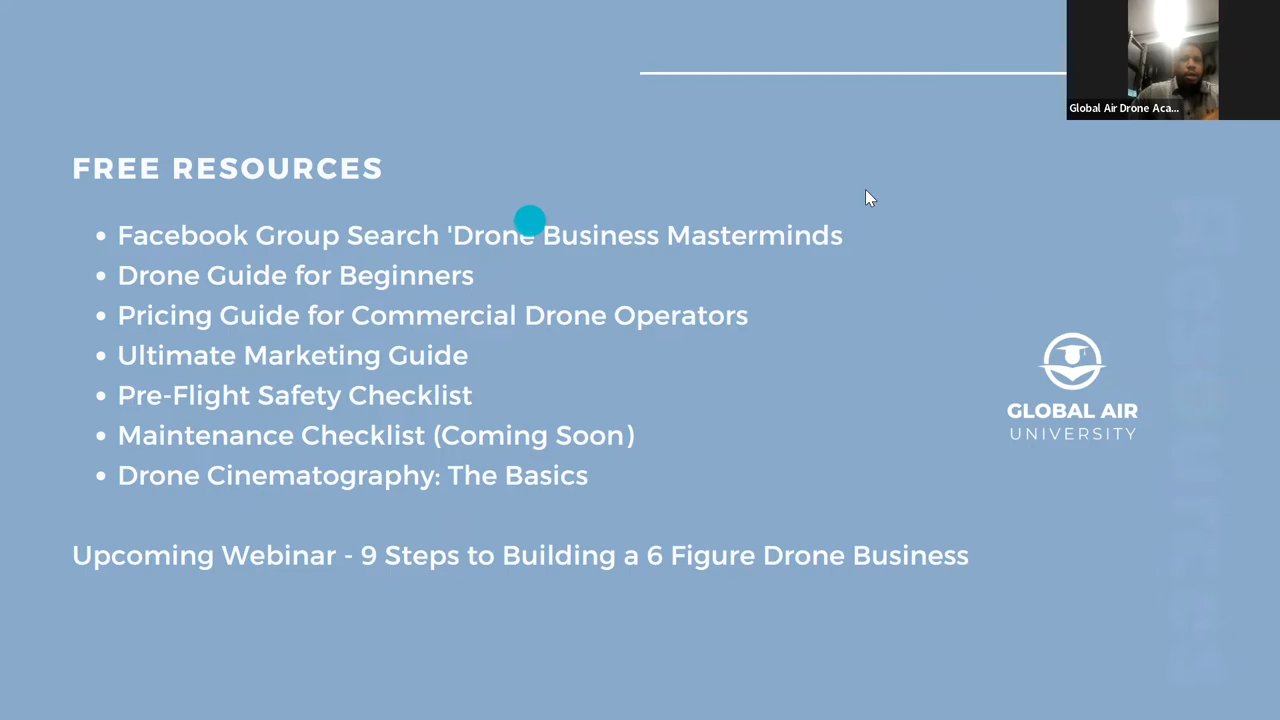 Global Air Drone Aca...
FREE RESOURCES
Facebook Group Search 'Drone Business Masterminds
Drone Guide for Beginners
Pricing Guide for Commercial Drone Operators
Ultimate Marketing Guide
Pre-Flight Safety Checklist
Maintenance Checklist (Coming Soon)
Drone Cinematography: The Basics
Upcoming Webinar - 9 Steps to Building a 6 Figure Drone Business
GLOBAL AIR
UNIVERSITY
Resources